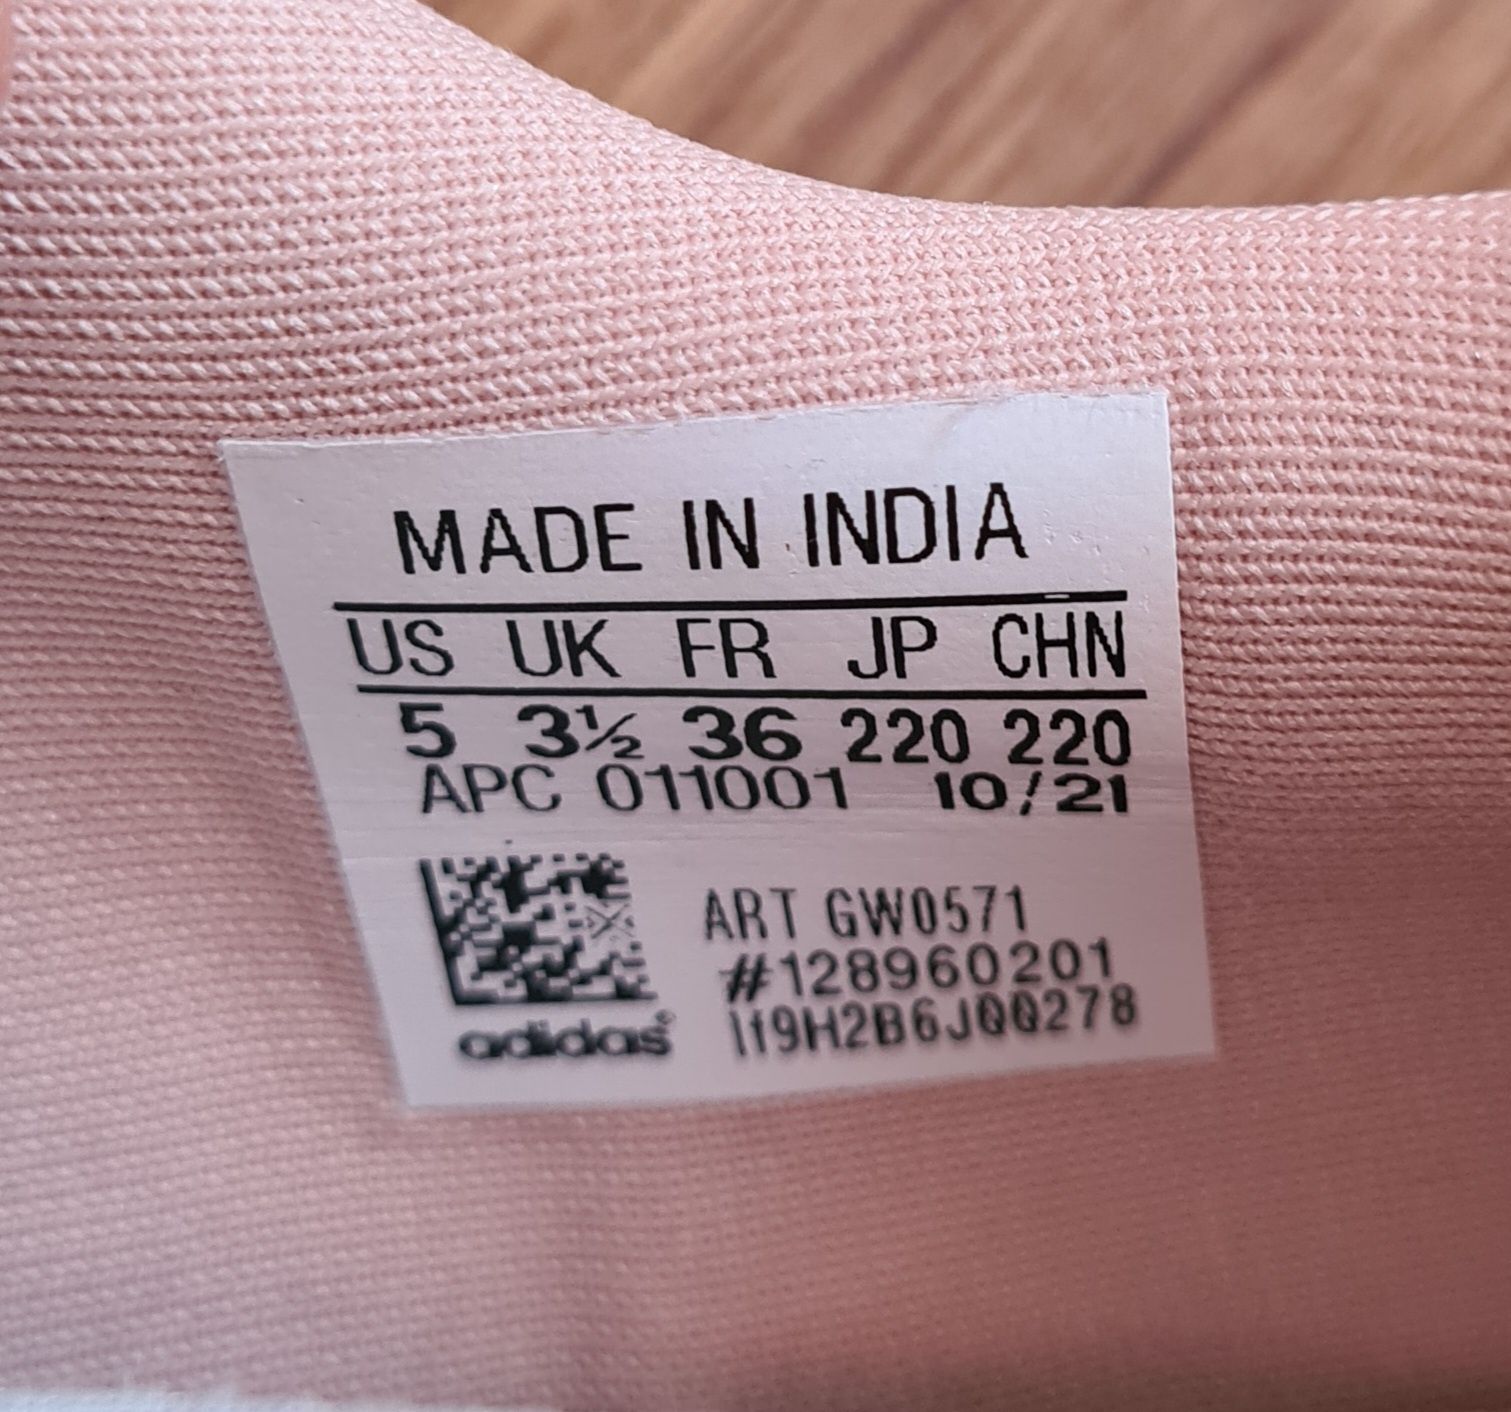 MADE IN INDIA
US UK FR JP CHN
5 3½ 36 220 220
APC 011001 10/21
ART GW0571
#128960201
adidas